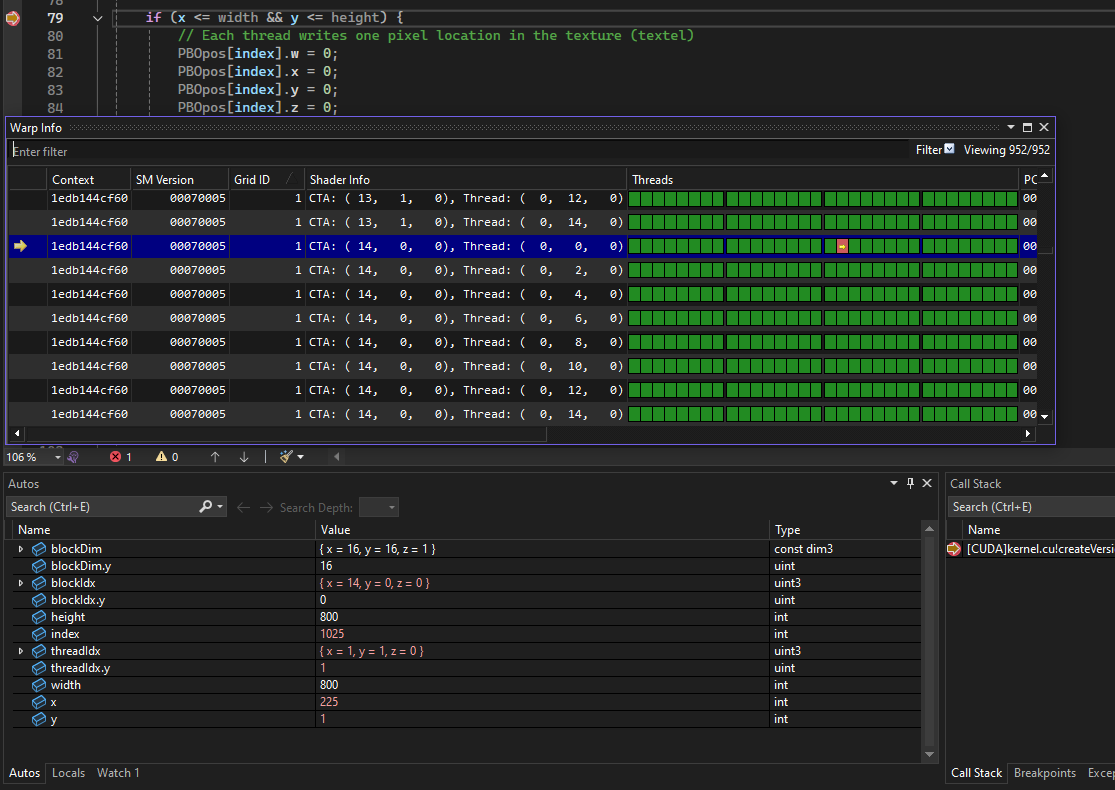 79 if (x <= width && y <= height) {
80 // Each thread writes one pixel location in the texture (textel)
81 PBOpos[index].w = 0;
82 PBOpos[index].x = 0;
83 PBOpos[index].y = 0;
84 PBOpos[index].z = 0;
Warp Info
Enter filter Filter Viewing 952/952
Context SM Version Grid ID Shader Info Threads PC
1edb144cf60 00070005 1 CTA: ( 13, 1, 0), Thread: ( 0, 12, 0) 00
1edb144cf60 00070005 1 CTA: ( 13, 1, 0), Thread: ( 0, 14, 0) 00
1edb144cf60 00070005 1 CTA: ( 14, 0, 0), Thread: ( 0, 0, 0) 00
1edb144cf60 00070005 1 CTA: ( 14, 0, 0), Thread: ( 0, 2, 0) 00
1edb144cf60 00070005 1 CTA: ( 14, 0, 0), Thread: ( 0, 4, 0) 00
1edb144cf60 00070005 1 CTA: ( 14, 0, 0), Thread: ( 0, 6, 0) 00
1edb144cf60 00070005 1 CTA: ( 14, 0, 0), Thread: ( 0, 8, 0) 00
1edb144cf60 00070005 1 CTA: ( 14, 0, 0), Thread: ( 0, 10, 0) 00
1edb144cf60 00070005 1 CTA: ( 14, 0, 0), Thread: ( 0, 12, 0) 00
1edb144cf60 00070005 1 CTA: ( 14, 0, 0), Thread: ( 0, 14, 0) 00
106 % 1 0
Autos
Search (Ctrl+E) Search Depth:
Name Value Type
blockDim { x = 16, y = 16, z = 1 } const dim3
blockDim.y 16 uint
blockIdx { x = 14, y = 0, z = 0 } uint3
blockIdx.y 0 uint
height 800 int
index 1025 int
threadIdx { x = 1, y = 1, z = 0 } uint3
threadIdx.y 1 uint
width 800 int
x 225 int
y 1 int
Autos Locals Watch 1
Call Stack
Search (Ctrl+E)
Name
[CUDA]kernel.cu!createVersi
Call Stack Breakpoints Excep